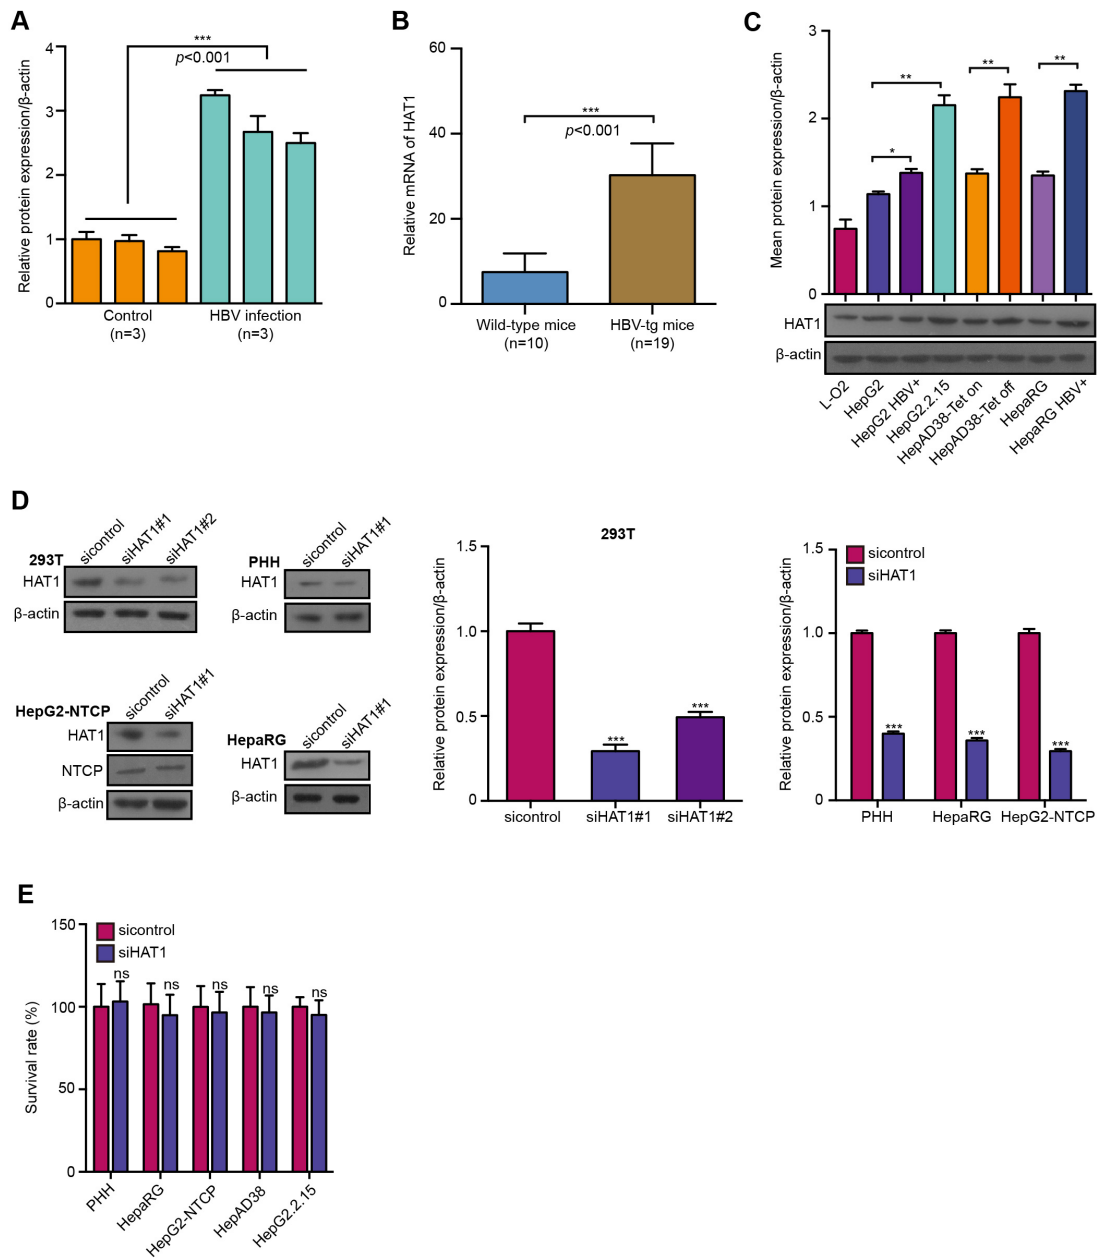 A
Relative protein expression/β-actin
4
3
2
1
0
***
p<0.001
Control
(n=3)
HBV infection
(n=3)
B
Relative mRNA of HAT1
60
40
20
0
***
p<0.001
Wild-type mice
(n=10)
HBV-tg mice
(n=19)
C
Mean protein expression/β-actin
3
2
1
0
*
**
**
**
HAT1
β-actin
L-O2
HepG2
HepG2 HBV+
HepG2.2.15
HepAD38-Tet on
HepAD38-Tet off
HepaRG
HepaRG HBV+
D
293T
sicontrol
siHAT1#1
siHAT1#2
HAT1
β-actin
PHH
sicontrol
siHAT1#1
HAT1
β-actin
HepG2-NTCP
sicontrol
siHAT1#1
HAT1
NTCP
β-actin
HepaRG
sicontrol
siHAT1#1
HAT1
β-actin
293T
Relative protein expression/β-actin
1.5
1.0
0.5
0
***
***
sicontrol
siHAT1#1
siHAT1#2
Relative protein expression/β-actin
1.5
1.0
0.5
0
sicontrol
siHAT1
***
***
***
PHH
HepaRG
HepG2-NTCP
E
Survival rate (%)
150
100
50
0
sicontrol
siHAT1
ns
ns
ns
ns
ns
PHH
HepaRG
HepG2-NTCP
HepAD38
HepG2.2.15